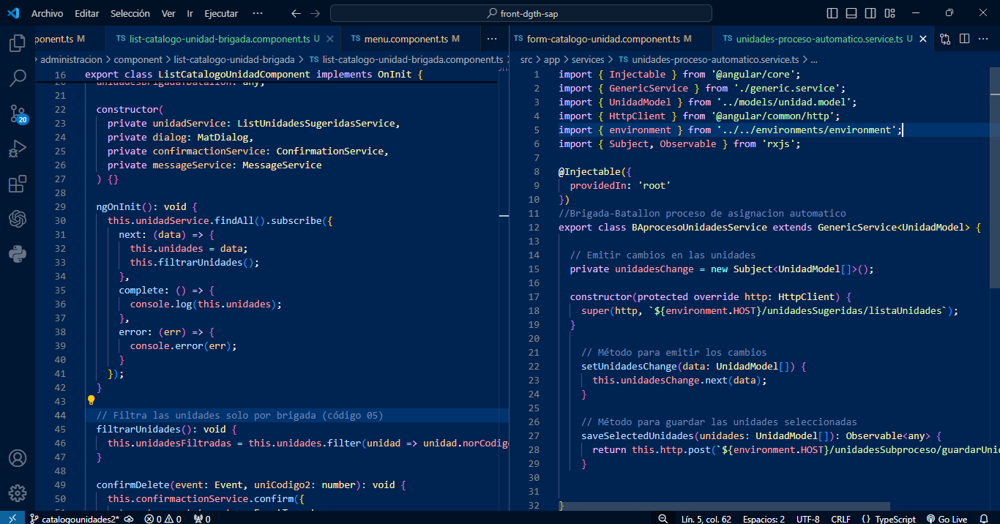 Archivo Editar Selección Ver Ir Ejecutar ··· front-dgth-sap
ponent.ts M TS list-catalogo-unidad-brigada.component.ts U TS menu.component.ts M ···
administracion > component > list-catalogo-unidad-brigada > TS list-catalogo-unidad-brigada.component.ts
16 export class ListCatalogoUnidadComponent implements OnInit {
20 unidadesbrigadaYbatallon: any;
21
22 constructor(
23 private unidadService: ListUnidadesSugeridasService,
24 private dialog: MatDialog,
25 private confirmactionService: ConfirmationService,
26 private messageService: MessageService
27 ) {}
28
29 ngOnInit(): void {
30 this.unidadService.findAll().subscribe({
31 next: (data) => {
32 this.unidades = data;
33 this.filtrarUnidades();
34 },
35 complete: () => {
36 console.log(this.unidades);
37 },
38 error: (err) => {
39 console.error(err);
40 }
41 });
42 }
43
44 // Filtra las unidades solo por brigada (código 05)
45 filtrarUnidades(): void {
46 this.unidadesFiltradas = this.unidades.filter(unidad => unidad.norCodigo
47 }
48
49 confirmDelete(event: Event, uniCodigo2: number): void {
50 this.confirmactionService.confirm({
TS form-catalogo-unidad.component.ts M TS unidades-proceso-automatico.service.ts U ···
src > app > services > TS unidades-proceso-automatico.service.ts > ...
1 import { Injectable } from '@angular/core';
2 import { GenericService } from './generic.service';
3 import { UnidadModel } from '../models/unidad.model';
4 import { HttpClient } from '@angular/common/http';
5 import { environment } from '../../environments/environment';
6 import { Subject, Observable } from 'rxjs';
7
8 @Injectable({
9 providedIn: 'root'
10 })
11 //Brigada-Batallon proceso de asignacion automatico
12 export class BAprocesoUnidadesService extends GenericService<UnidadModel> {
13
14 // Emitir cambios en las unidades
15 private unidadesChange = new Subject<UnidadModel[]>();
16
17 constructor(protected override http: HttpClient) {
18 super(http, `${environment.HOST}/unidadesSugeridas/listaUnidades`);
19 }
20
21 // Método para emitir los cambios
22 setUnidadesChange(data: UnidadModel[]) {
23 this.unidadesChange.next(data);
24 }
25
26 // Método para guardar las unidades seleccionadas
27 saveSelectedUnidades(unidades: UnidadModel[]): Observable<any> {
28 return this.http.post(`${environment.HOST}/unidadesSubproceso/guardarUnid
29 }
30
31
32 }
20
catalogounidades2* 0 0 0 Lín. 5, col. 62 Espacios: 2 UTF-8 CRLF {} TypeScript Go Live